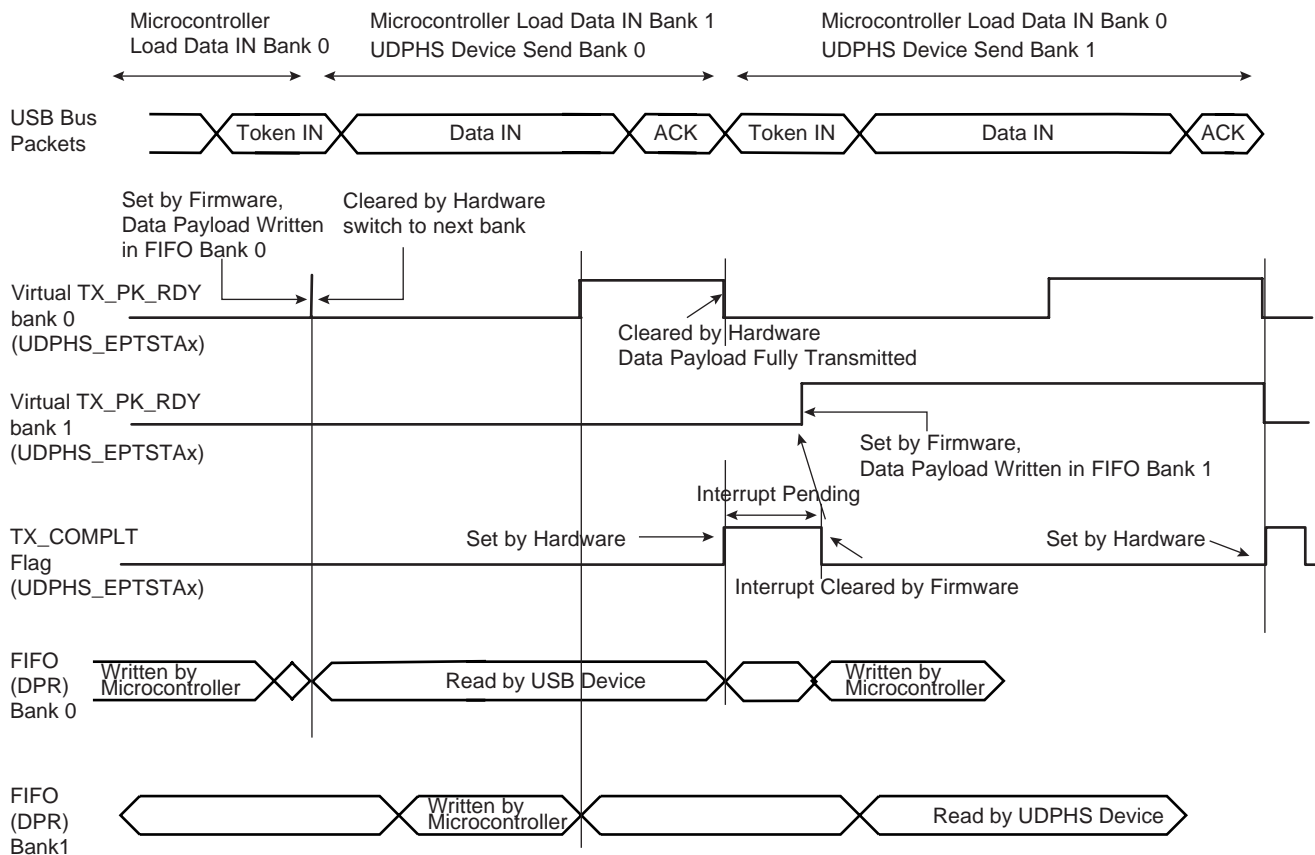 Microcontroller
Load Data IN Bank 0
Microcontroller Load Data IN Bank 1
UDPHS Device Send Bank 0
Microcontroller Load Data IN Bank 0
UDPHS Device Send Bank 1
USB Bus
Packets
Token IN
Data IN
ACK
Token IN
Data IN
ACK
Set by Firmware,
Data Payload Written
in FIFO Bank 0
Cleared by Hardware
switch to next bank
Virtual TX_PK_RDY
bank 0
(UDPHS_EPTSTAx)
Cleared by Hardware
Data Payload Fully Transmitted
Virtual TX_PK_RDY
bank 1
(UDPHS_EPTSTAx)
Set by Firmware,
Data Payload Written in FIFO Bank 1
Interrupt Pending
TX_COMPLT
Flag
(UDPHS_EPTSTAx)
Set by Hardware
Set by Hardware
Interrupt Cleared by Firmware
FIFO
(DPR)
Bank 0
Written by
Microcontroller
Read by USB Device
Written by
Microcontroller
FIFO
(DPR)
Bank1
Written by
Microcontroller
Read by UDPHS Device